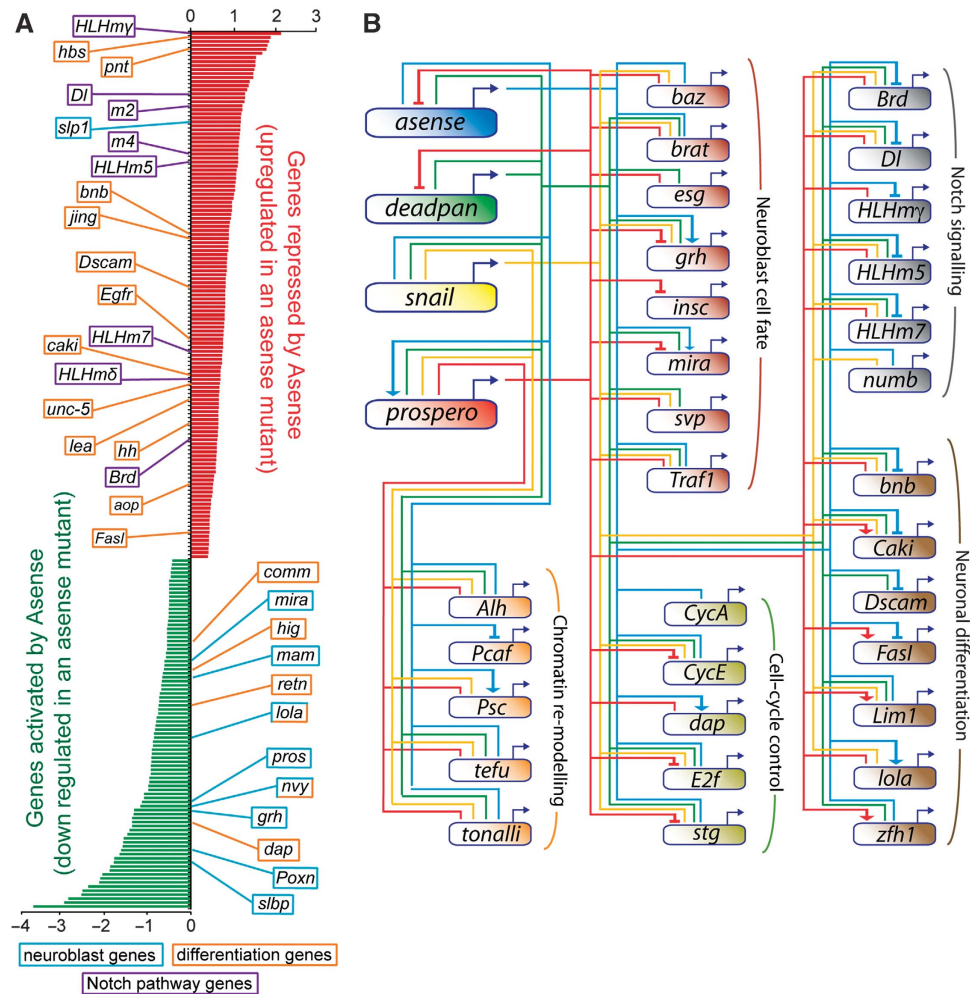 A
0 1 2 3
HLHmγ
hbs
pnt
Dl
m2
slp1
m4
HLHm5
bnb
jing
Dscam
Egfr
HLHm7
caki
HLHmδ
unc-5
lea
hh
Brd
aop
Fasl
Genes repressed by Asense
(upregulated in an asense mutant)
Genes activated by Asense
(down regulated in an asense mutant)
comm
mira
hig
mam
retn
lola
pros
nvy
grh
dap
Poxn
slbp
−4 −3 −2 −1 0
neuroblast genes
differentiation genes
Notch pathway genes
B
asense
deadpan
snail
prospero
baz
brat
esg
grh
insc
mira
svp
Traf1
Neuroblast cell fate
Brd
Dl
HLHmγ
HLHm5
HLHm7
numb
Notch signalling
Alh
Pcaf
Psc
tefu
tonalli
Chromatin re-modelling
CycA
CycE
dap
E2f
stg
Cell-cycle control
bnb
Caki
Dscam
Fasl
Lim1
lola
zfh1
Neuronal differentiation